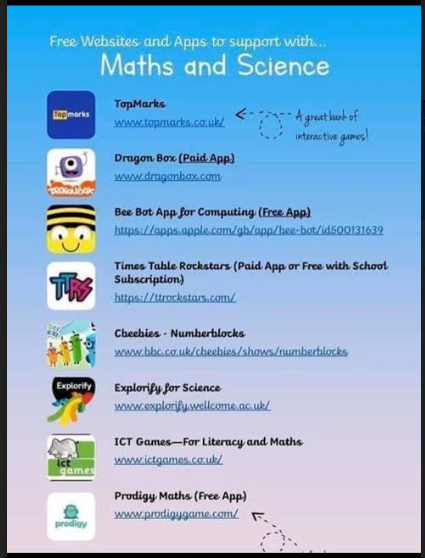 Free Websites and Apps to support with...
Maths and Science
Topmarks
TopMarks
www.topmarks.co.uk/
A great bank of
interactive games!
DRAGONBOX
Dragon Box (Paid App)
www.dragonbox.com
Bee Bot App for Computing (Free App)
https://apps.apple.com/gb/app/bee-bot/id500131639
TTRS
Times Table Rockstars (Paid App or Free with School
Subscription)
https://ttrockstars.com/
Cbeebies - Numberblocks
www.bbc.co.uk/cbeebies/shows/numberblocks
Explorify
Explorify for Science
www.explorify.wellcome.ac.uk/
ict
games
ICT Games—For Literacy and Maths
www.ictgames.co.uk/
prodigy
Prodigy Maths (Free App)
www.prodigygame.com/